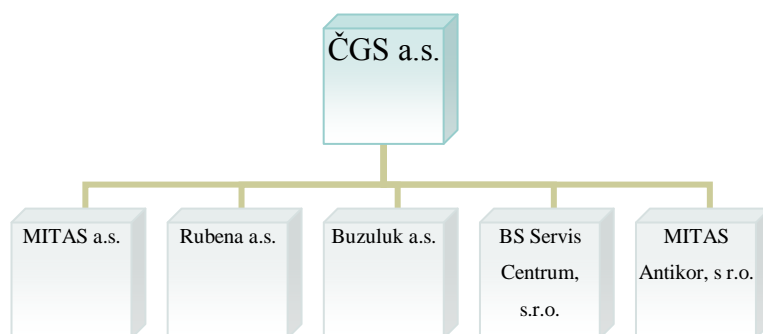 ČGS a.s.
MITAS a.s.
Rubena a.s.
Buzuluk a.s.
BS Servis
Centrum,
s.r.o.
MITAS
Antikor, s r.o.